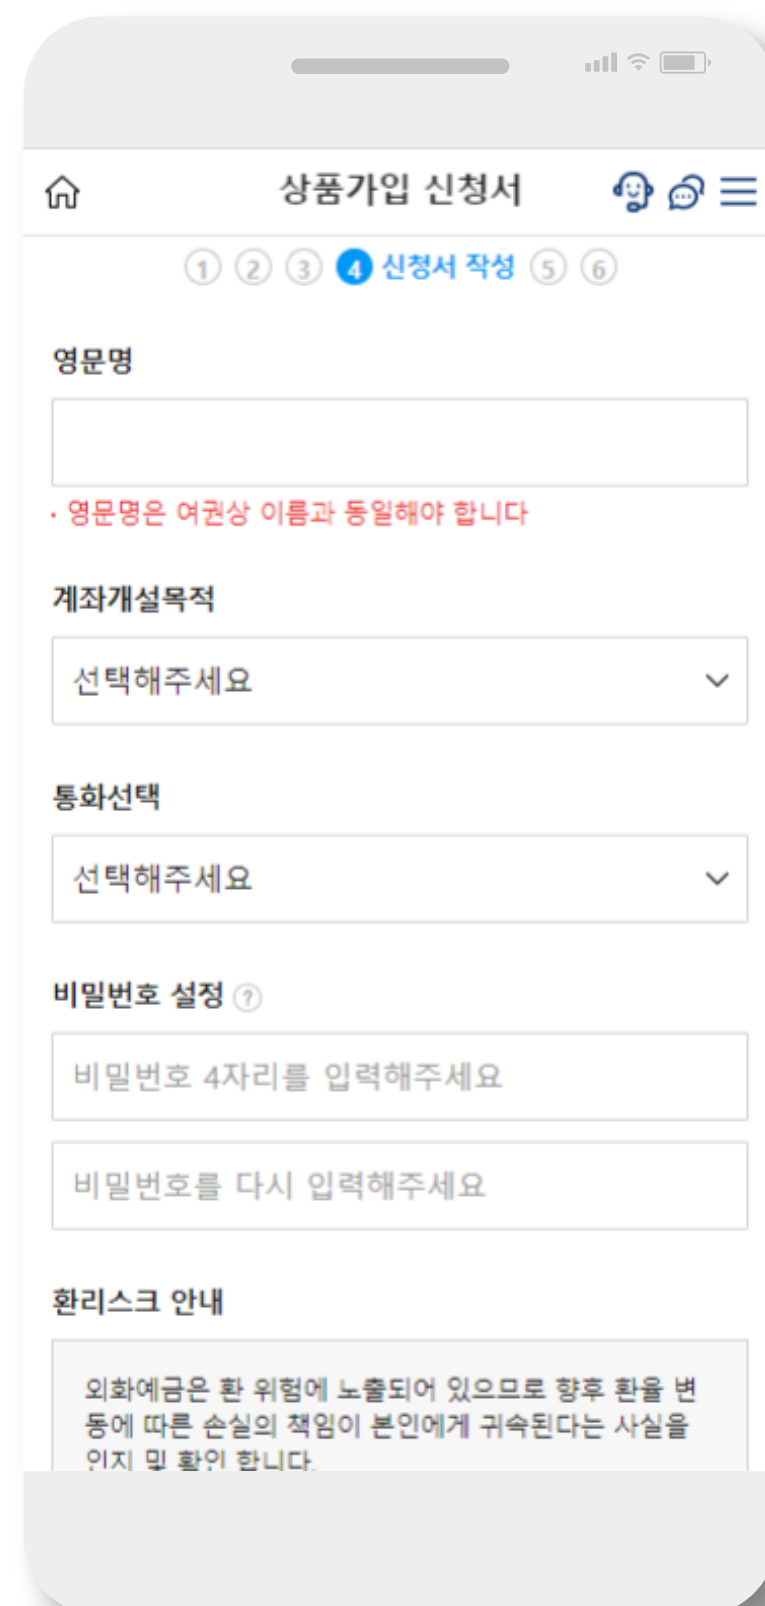 상품가입 신청서
1 2 3 4 신청서 작성 5 6
영문명
· 영문명은 여권상 이름과 동일해야 합니다
계좌개설목적
선택해주세요
통화선택
선택해주세요
비밀번호 설정 ?
비밀번호 4자리를 입력해주세요
비밀번호를 다시 입력해주세요
환리스크 안내
외화예금은 환 위험에 노출되어 있으므로 향후 환율 변
동에 따른 손실의 책임이 본인에게 귀속된다는 사실을
인지 및 확인 합니다.